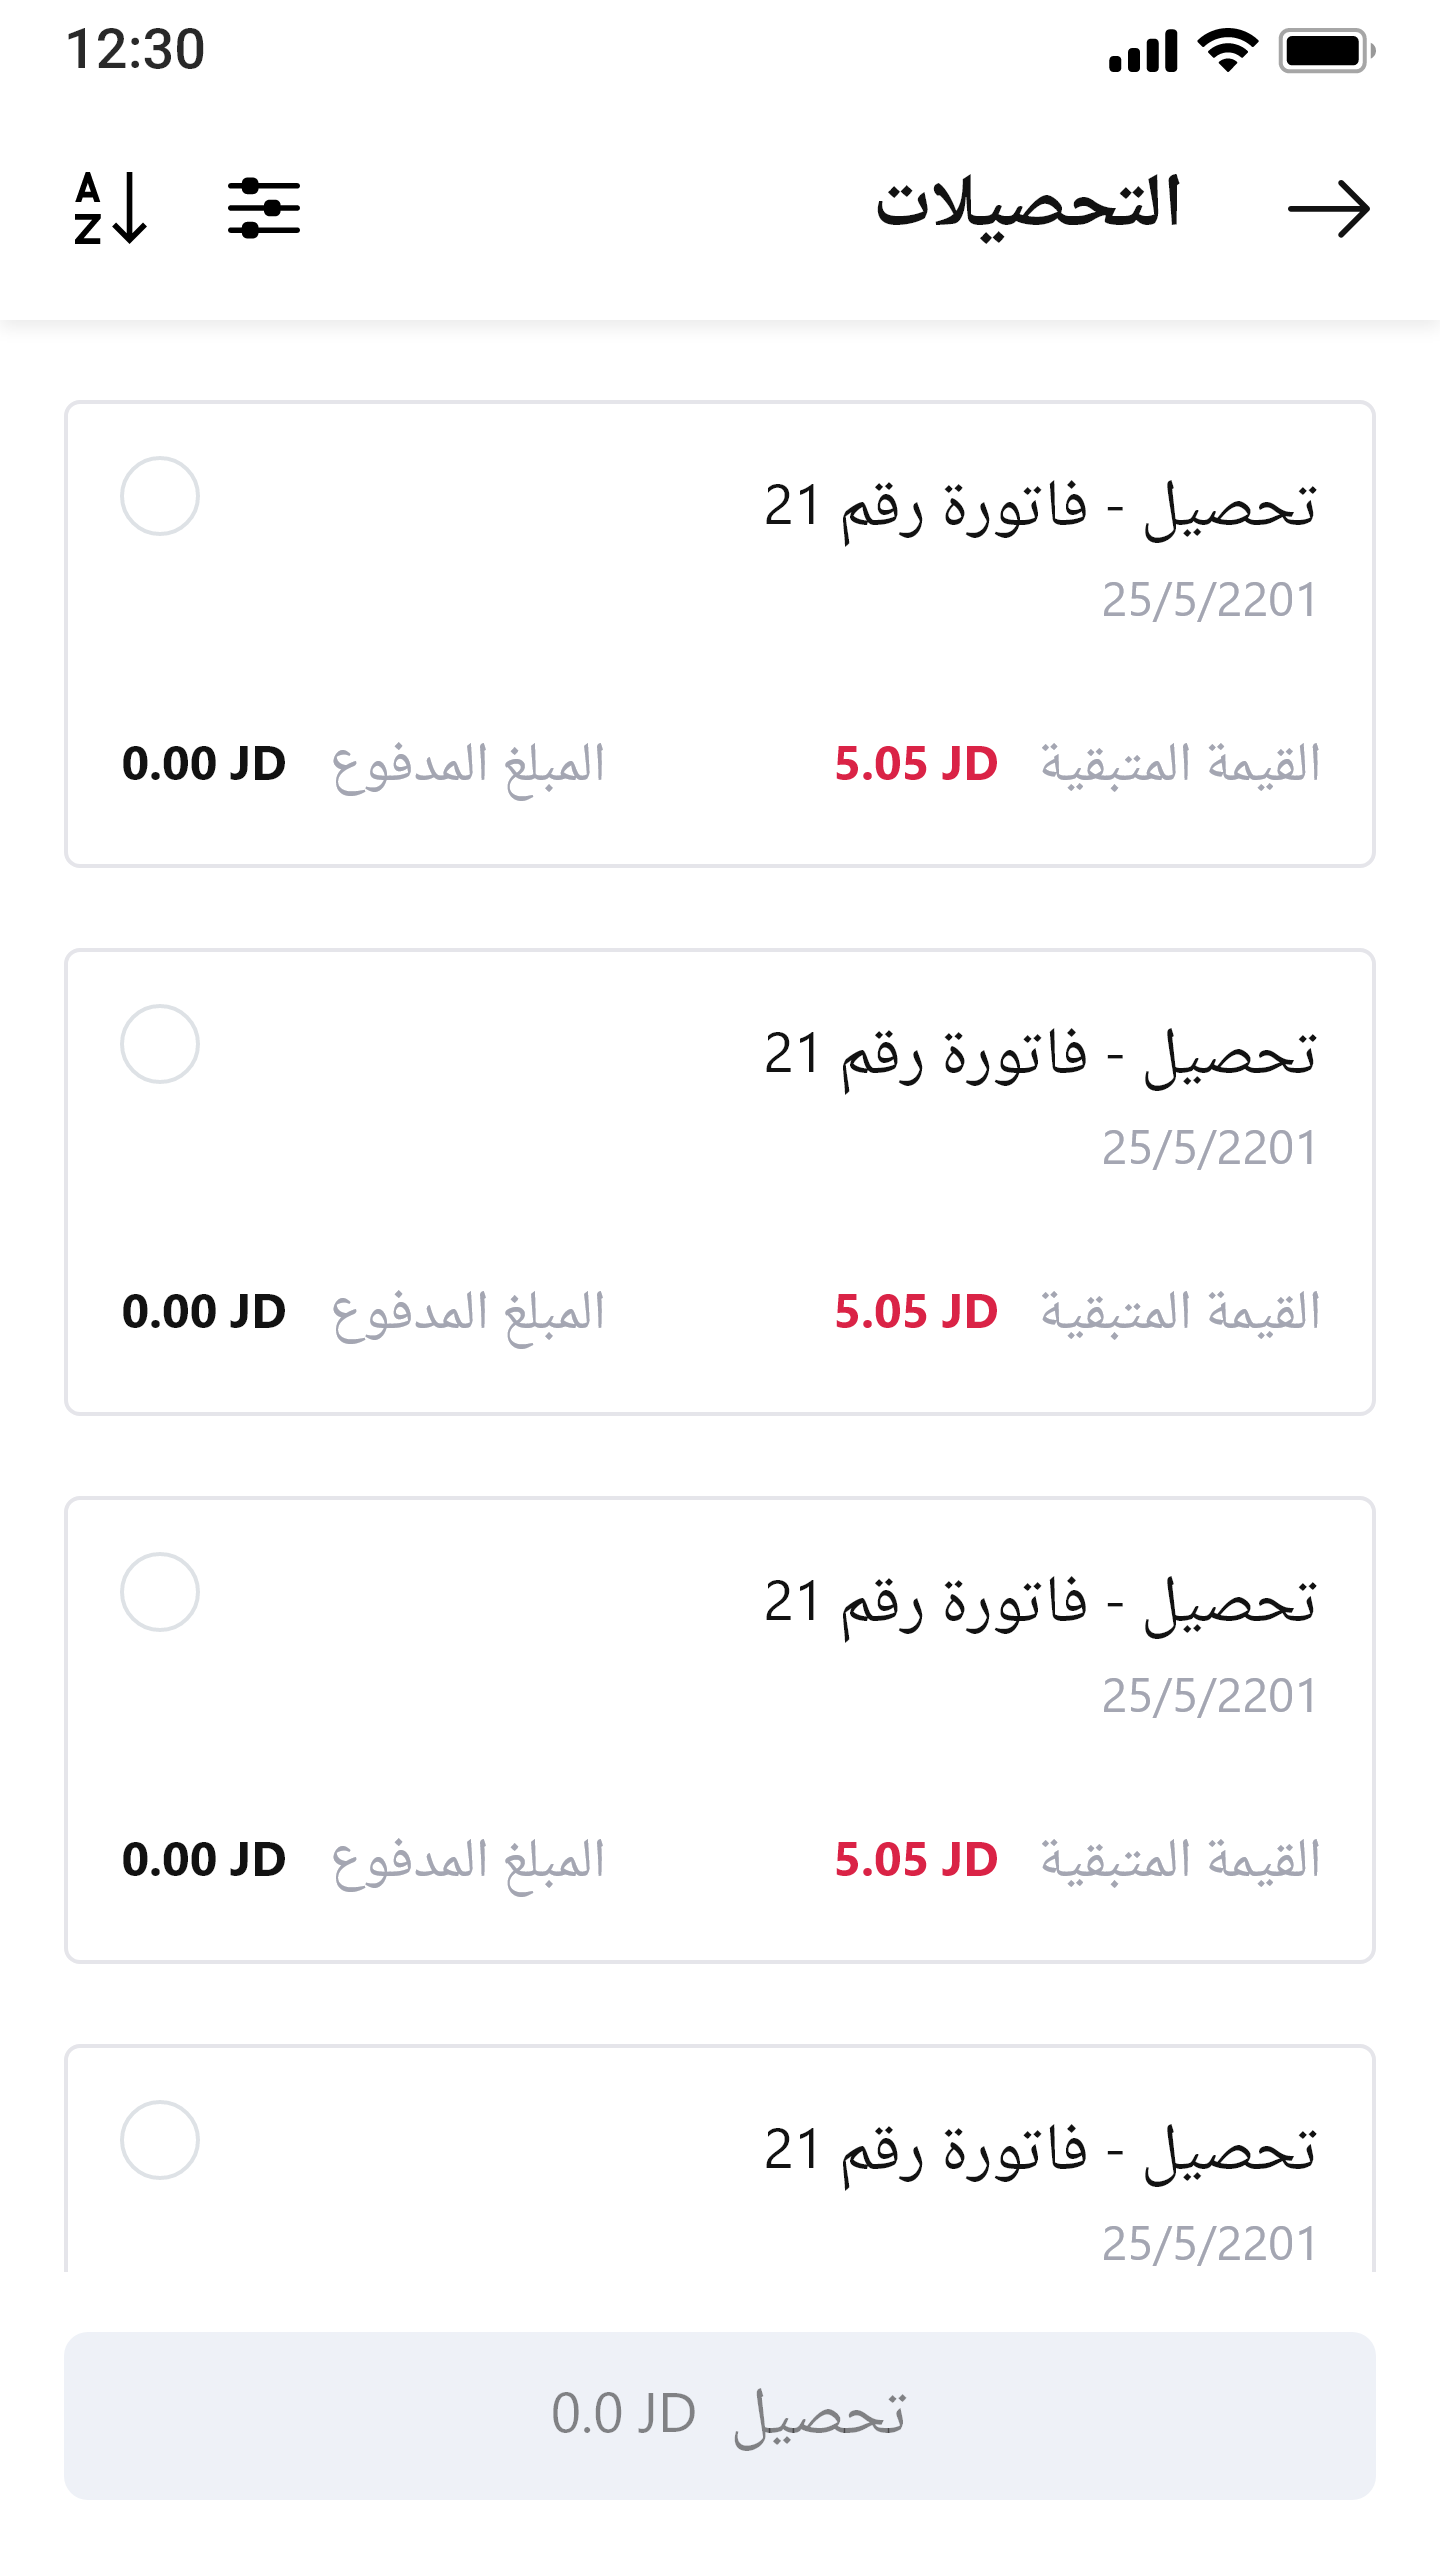 12:30
التحصيلات
A
Z
تحصيل - فاتورة رقم 21
25/5/2201
القيمة المتبقية 5.05 JD المبلغ المدفوع 0.00 JD
تحصيل - فاتورة رقم 21
25/5/2201
القيمة المتبقية 5.05 JD المبلغ المدفوع 0.00 JD
تحصيل - فاتورة رقم 21
25/5/2201
القيمة المتبقية 5.05 JD المبلغ المدفوع 0.00 JD
تحصيل - فاتورة رقم 21
25/5/2201
تحصيل 0.0 JD